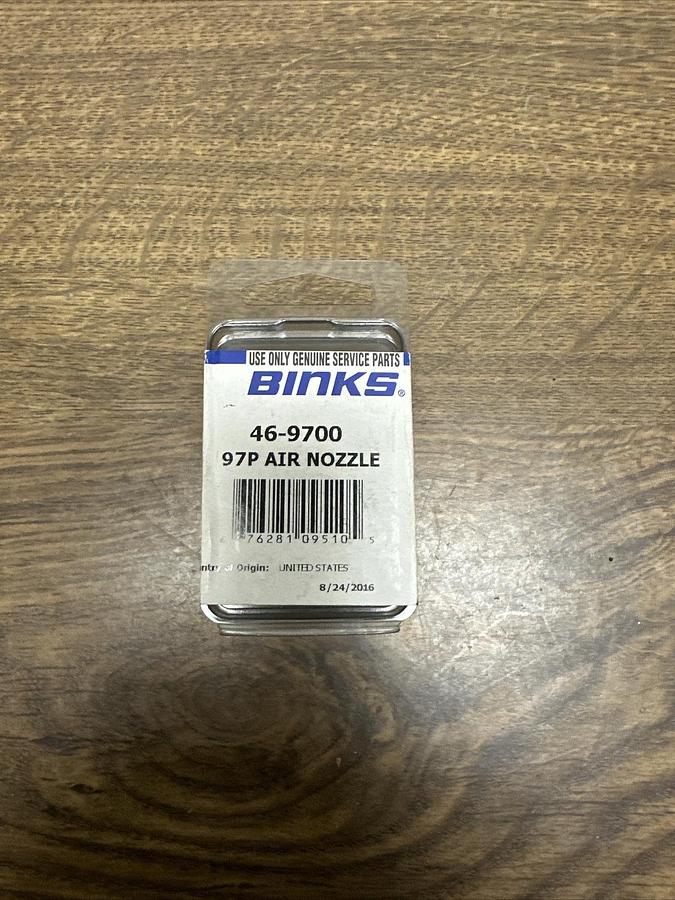 USE ONLY GENUINE SERVICE PARTS
BINKS®
46-9700
97P AIR NOZZLE
6 76281 09510 5
Origin: UNITED STATES
8/24/2016